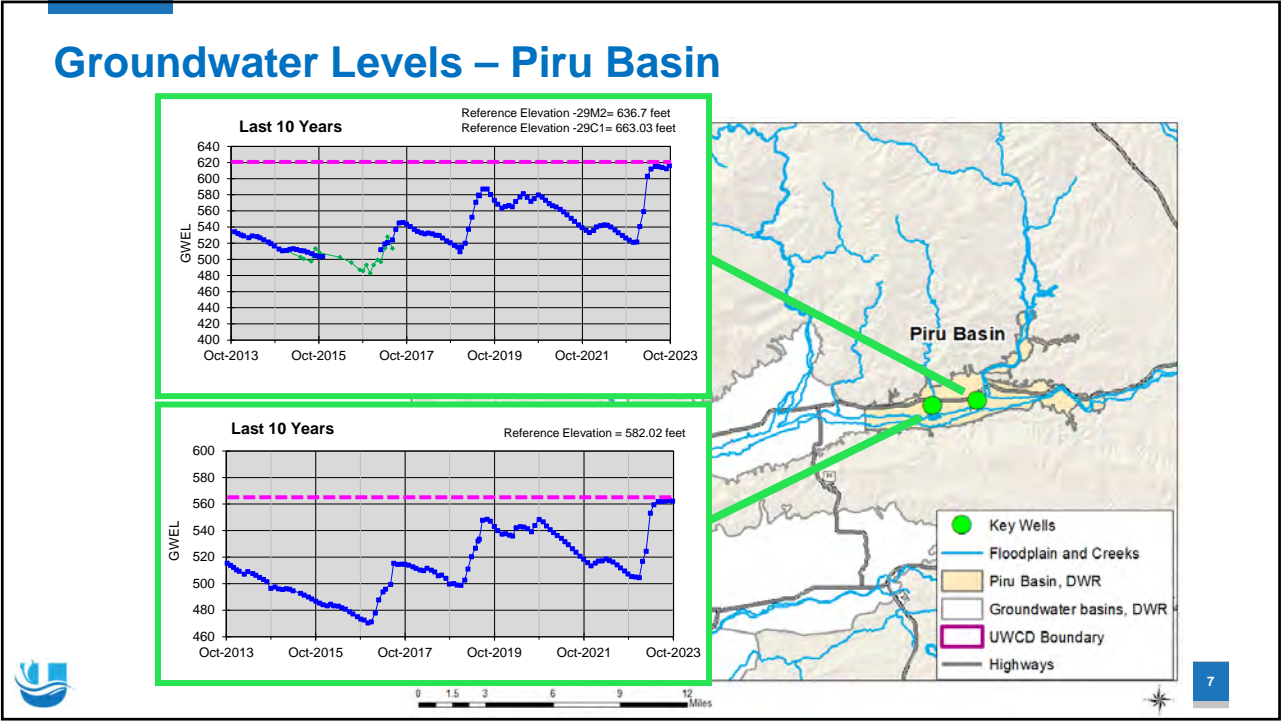 Groundwater Levels – Piru Basin
Reference Elevation -29M2= 636.7 feet
Last 10 Years
Reference Elevation -29C1= 663.03 feet
640
620
600
580
560
540
520
500
480
460
440
420
400
GWEL
Oct-2013 Oct-2015 Oct-2017 Oct-2019 Oct-2021 Oct-2023
Last 10 Years
Reference Elevation = 582.02 feet
600
580
560
540
520
500
480
460
GWEL
Oct-2013 Oct-2015 Oct-2017 Oct-2019 Oct-2021 Oct-2023
Piru Basin
Key Wells
Floodplain and Creeks
Piru Basin, DWR
Groundwater basins, DWR
UWCD Boundary
Highways
0 1.5 3 6 9 12
Miles
7